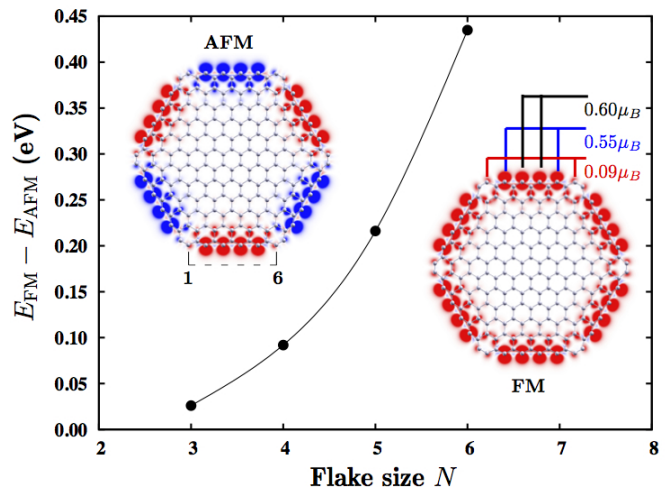 0.45
0.40
0.35
0.30
0.25
0.20
0.15
0.10
0.05
0.00
E_FM − E_AFM (eV)
AFM
1 6
0.60μ_B
0.55μ_B
0.09μ_B
FM
2 3 4 5 6 7 8
Flake size N